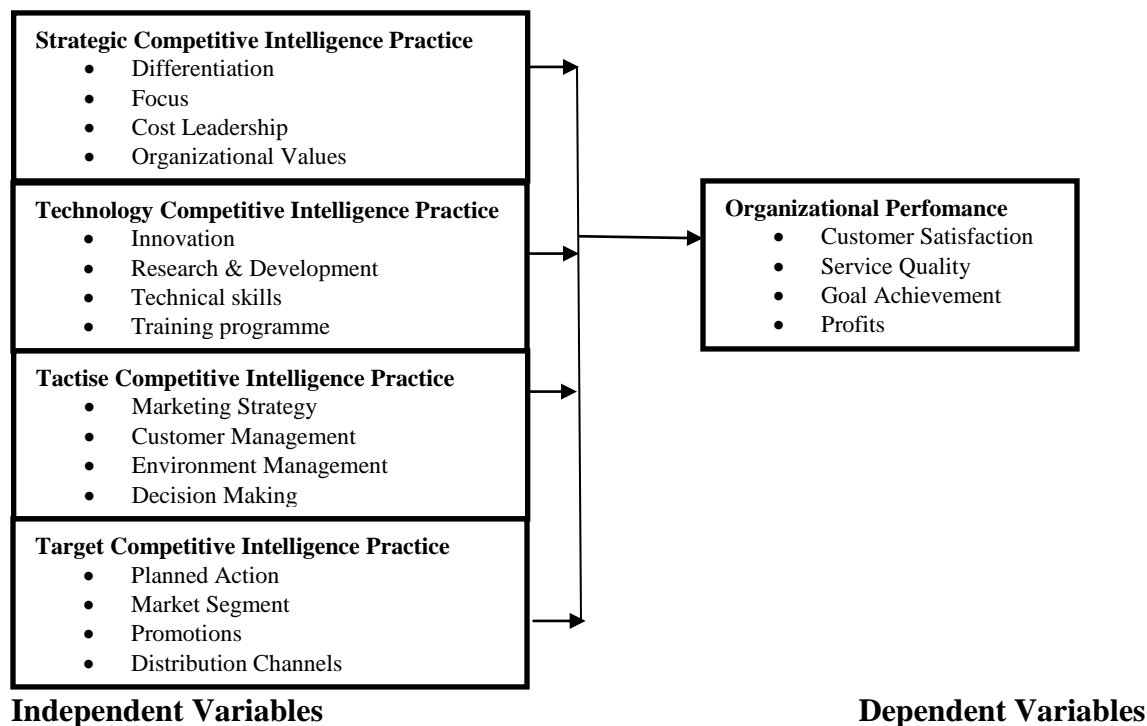 Strategic Competitive Intelligence Practice
• Differentiation
• Focus
• Cost Leadership
• Organizational Values
Technology Competitive Intelligence Practice
• Innovation
• Research & Development
• Technical skills
• Training programme
Tactise Competitive Intelligence Practice
• Marketing Strategy
• Customer Management
• Environment Management
• Decision Making
Target Competitive Intelligence Practice
• Planned Action
• Market Segment
• Promotions
• Distribution Channels
Organizational Perfomance
• Customer Satisfaction
• Service Quality
• Goal Achievement
• Profits
Independent Variables
Dependent Variables